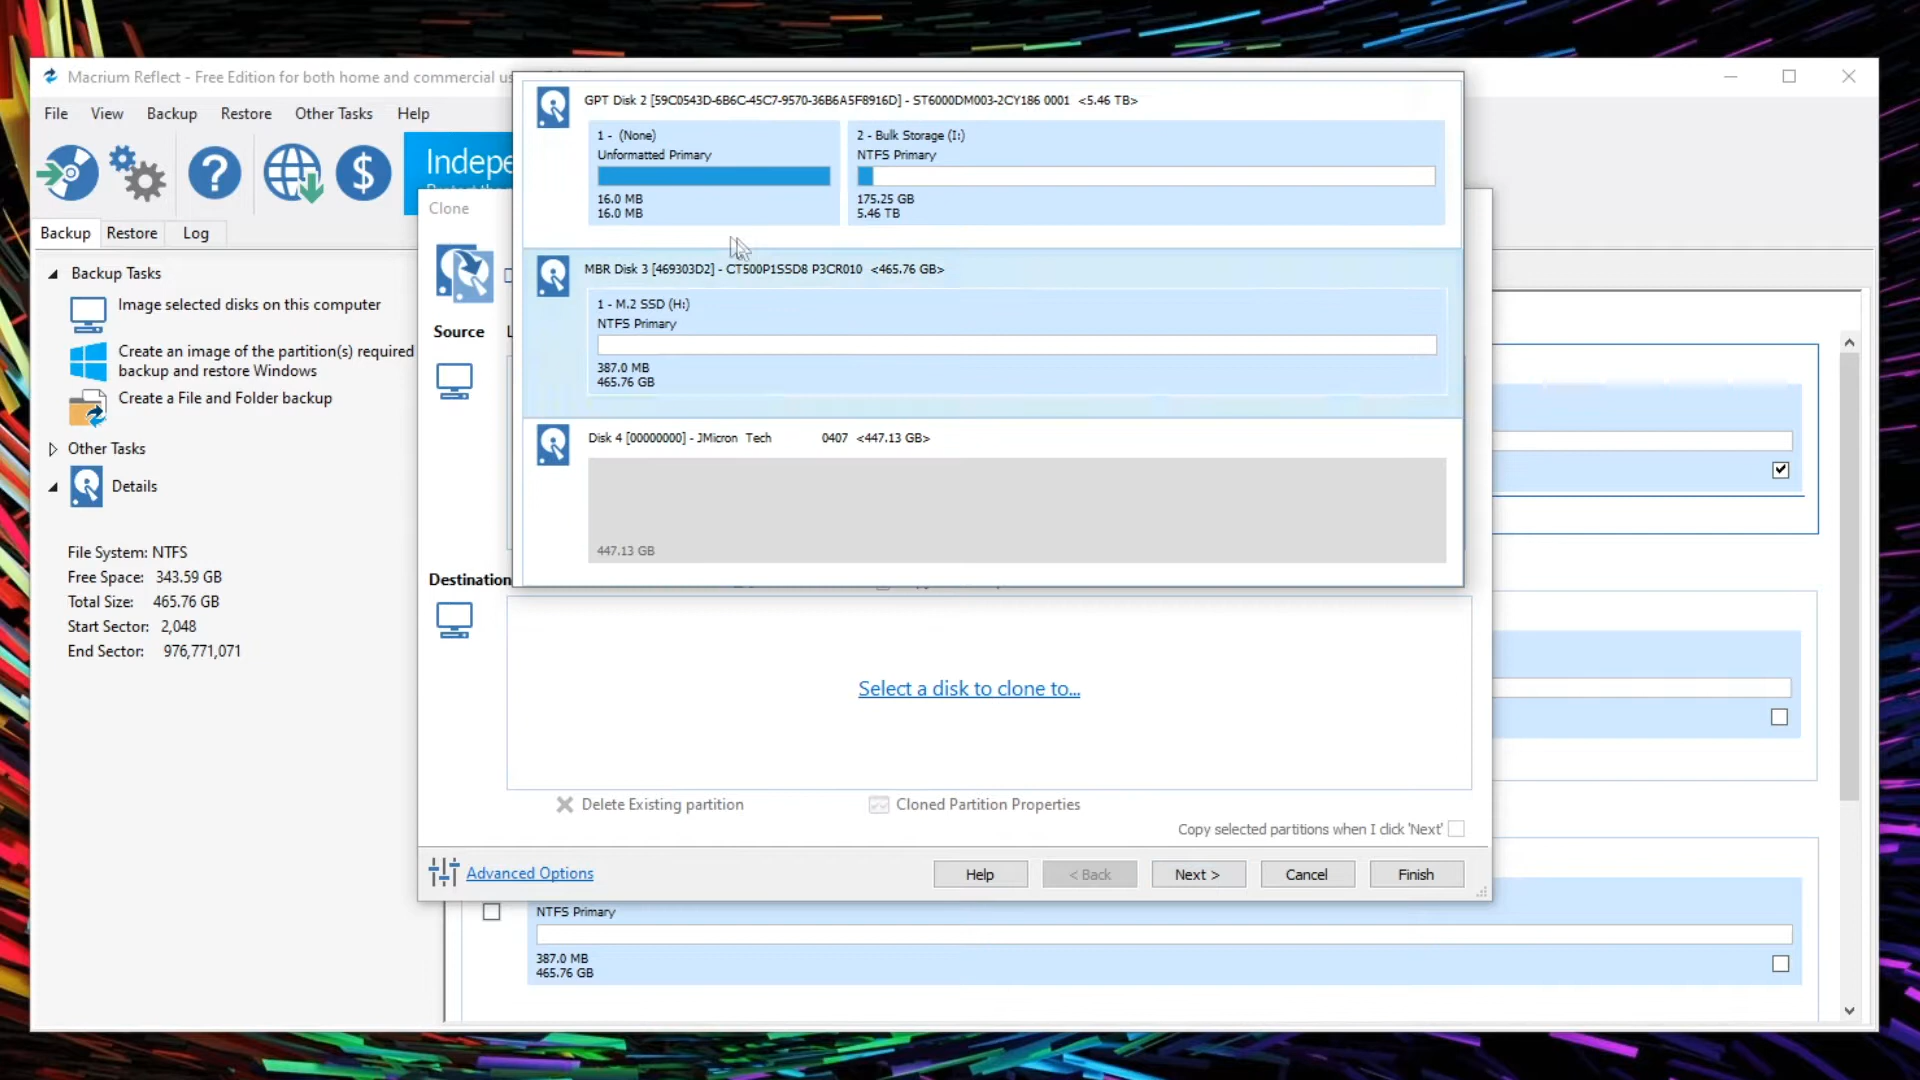 Macrium Reflect - Free Edition for both home and commercial us
File View Backup Restore Other Tasks Help
Backup Restore Log
Backup Tasks
Image selected disks on this computer
Create an image of the partition(s) required
backup and restore Windows
Create a File and Folder backup
Other Tasks
Details
File System: NTFS
Free Space: 343.59 GB
Total Size: 465.76 GB
Start Sector: 2,048
End Sector: 976,771,071
Indepe
Clone
Source
GPT Disk 2 [59C0543D-6B6C-45C7-9570-36B6A5F8916D] - ST6000DM003-2CY186 0001 <5.46 TB>
1 - (None)
Unformatted Primary
16.0 MB
16.0 MB
2 - Bulk Storage (I:)
NTFS Primary
175.25 GB
5.46 TB
MBR Disk 3 [469303D2] - CT500P1SSD8 P3CR010 <465.76 GB>
1 - M.2 SSD (H:)
NTFS Primary
387.0 MB
465.76 GB
Disk 4 [00000000] - JMicron Tech 0407 <447.13 GB>
447.13 GB
Destination
Select a disk to clone to...
Delete Existing partition
Cloned Partition Properties
Copy selected partitions when I click 'Next'
Advanced Options
Help
< Back
Next >
Cancel
Finish
NTFS Primary
387.0 MB
465.76 GB